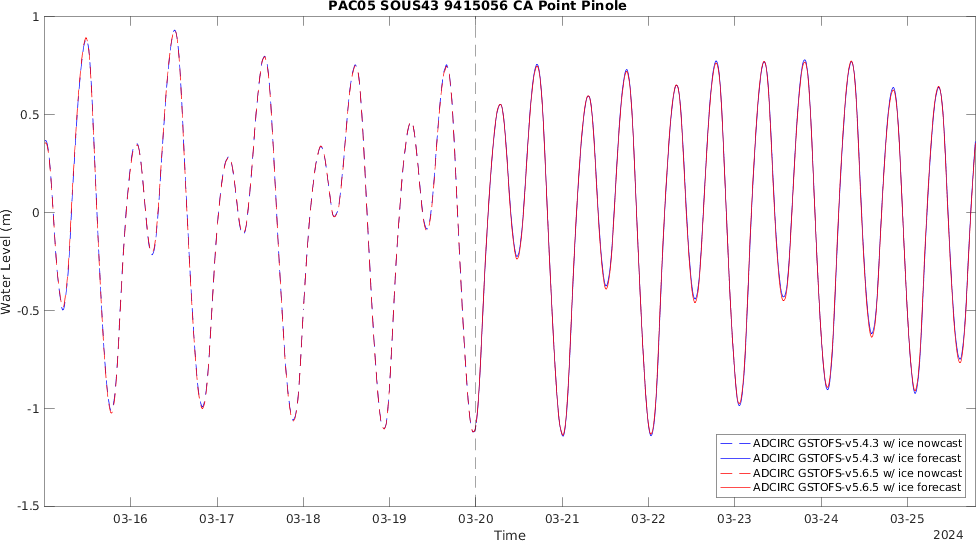 PAC05 SOUS43 9415056 CA Point Pinole
1
0.5
0
-0.5
-1
-1.5
Water Level (m)
03-16 03-17 03-18 03-19 03-20 03-21 03-22 03-23 03-24 03-25
Time
2024
ADCIRC GSTOFS-v5.4.3 w/ ice nowcast
ADCIRC GSTOFS-v5.4.3 w/ ice forecast
ADCIRC GSTOFS-v5.6.5 w/ ice nowcast
ADCIRC GSTOFS-v5.6.5 w/ ice forecast